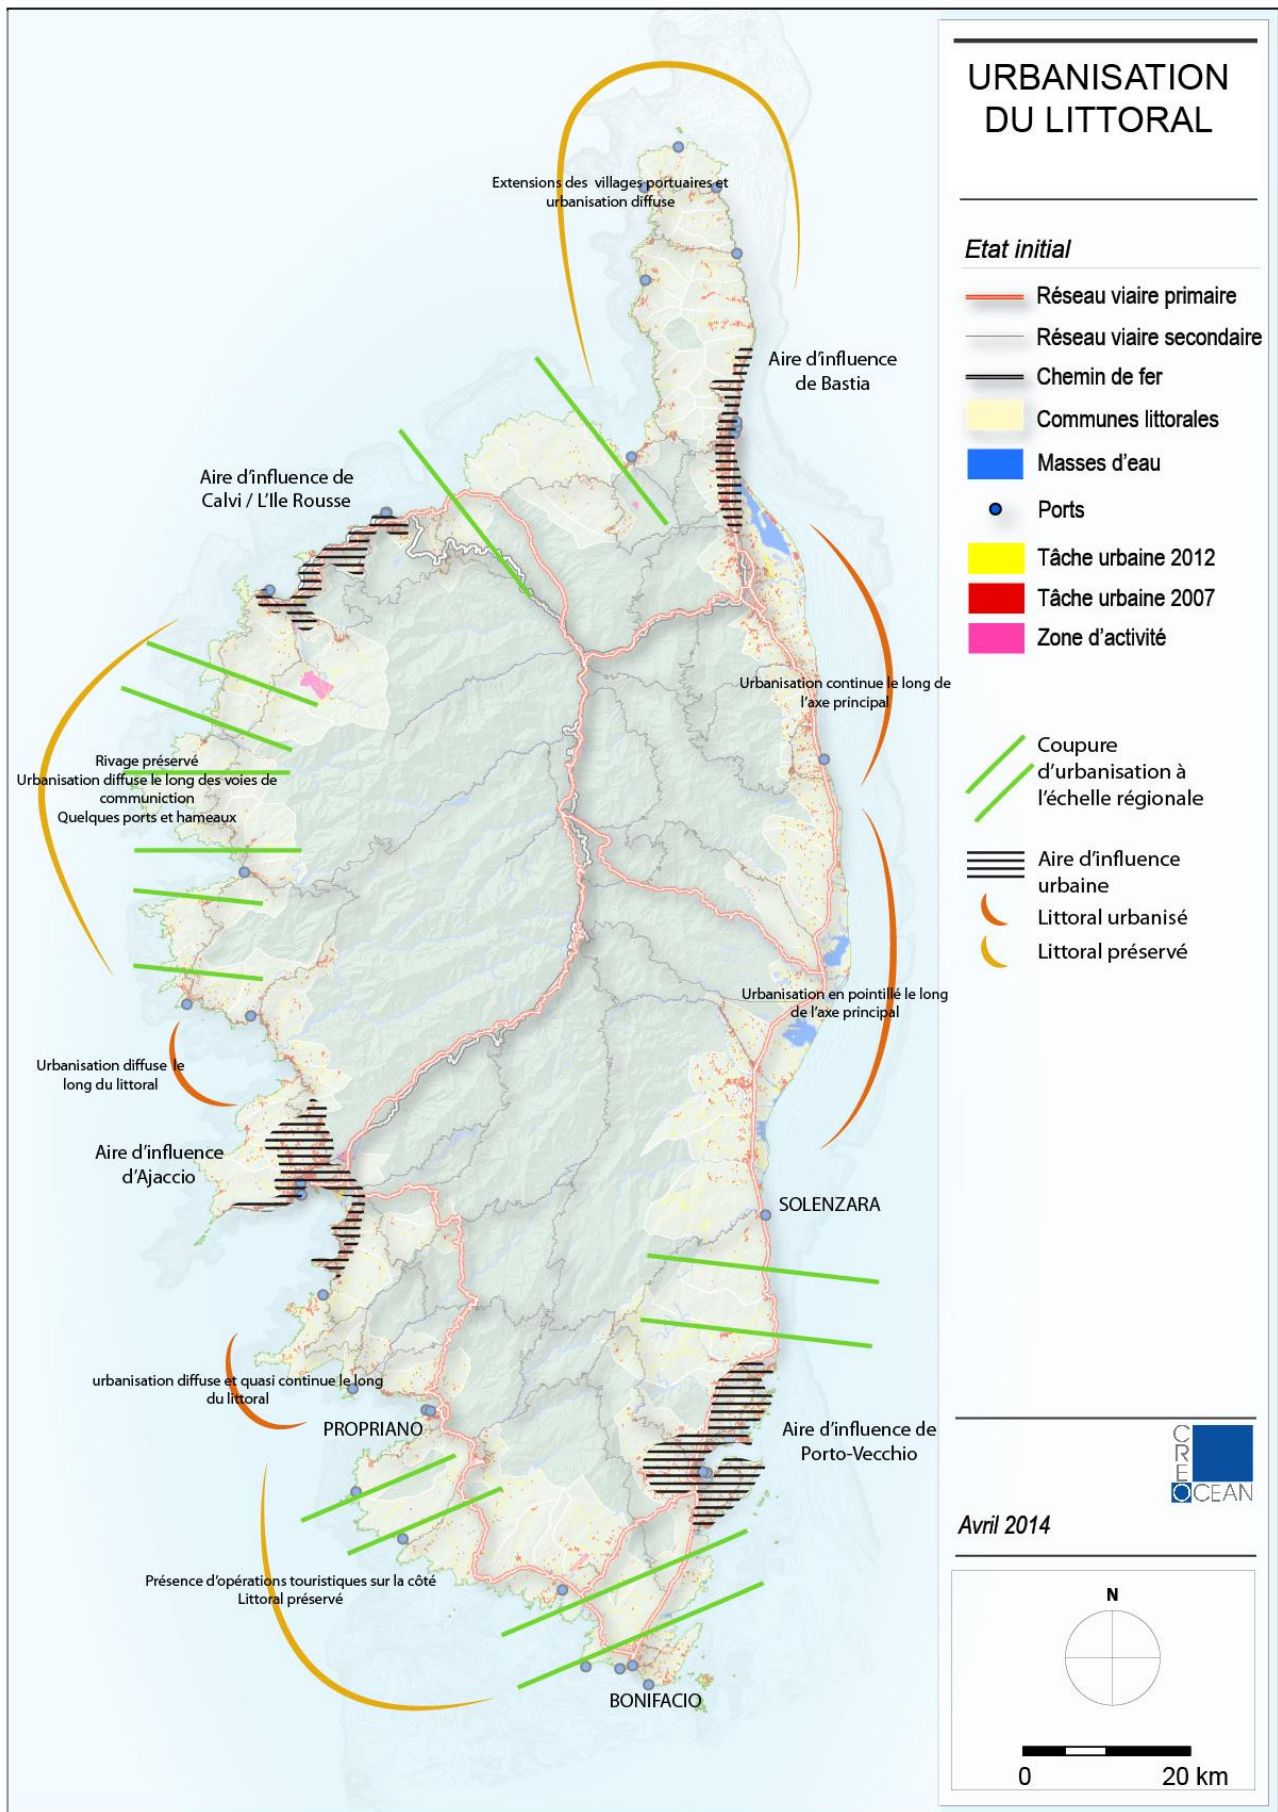 URBANISATION
DU LITTORAL
Etat initial
Réseau viaire primaire
Réseau viaire secondaire
Chemin de fer
Communes littorales
Masses d'eau
Ports
Tâche urbaine 2012
Tâche urbaine 2007
Zone d'activité
Coupure
d'urbanisation à
l'échelle régionale
Aire d'influence
urbaine
Littoral urbanisé
Littoral préservé
Extensions des villages portuaires et
urbanisation diffuse
Aire d'influence
de Bastia
Aire d'influence de
Calvi / L'Ile Rousse
Urbanisation continue le long de
l'axe principal
Rivage préservé
Urbanisation diffuse le long des voies de
communiction
Quelques ports et hameaux
Urbanisation en pointillé le long
de l'axe principal
Urbanisation diffuse le
long du littoral
Aire d'influence
d'Ajaccio
SOLENZARA
urbanisation diffuse et quasi continue le long
du littoral
PROPRIANO
Aire d'influence de
Porto-Vecchio
Présence d'opérations touristiques sur la côté
Littoral préservé
BONIFACIO
CREOCEAN
Avril 2014
N
0 20 km